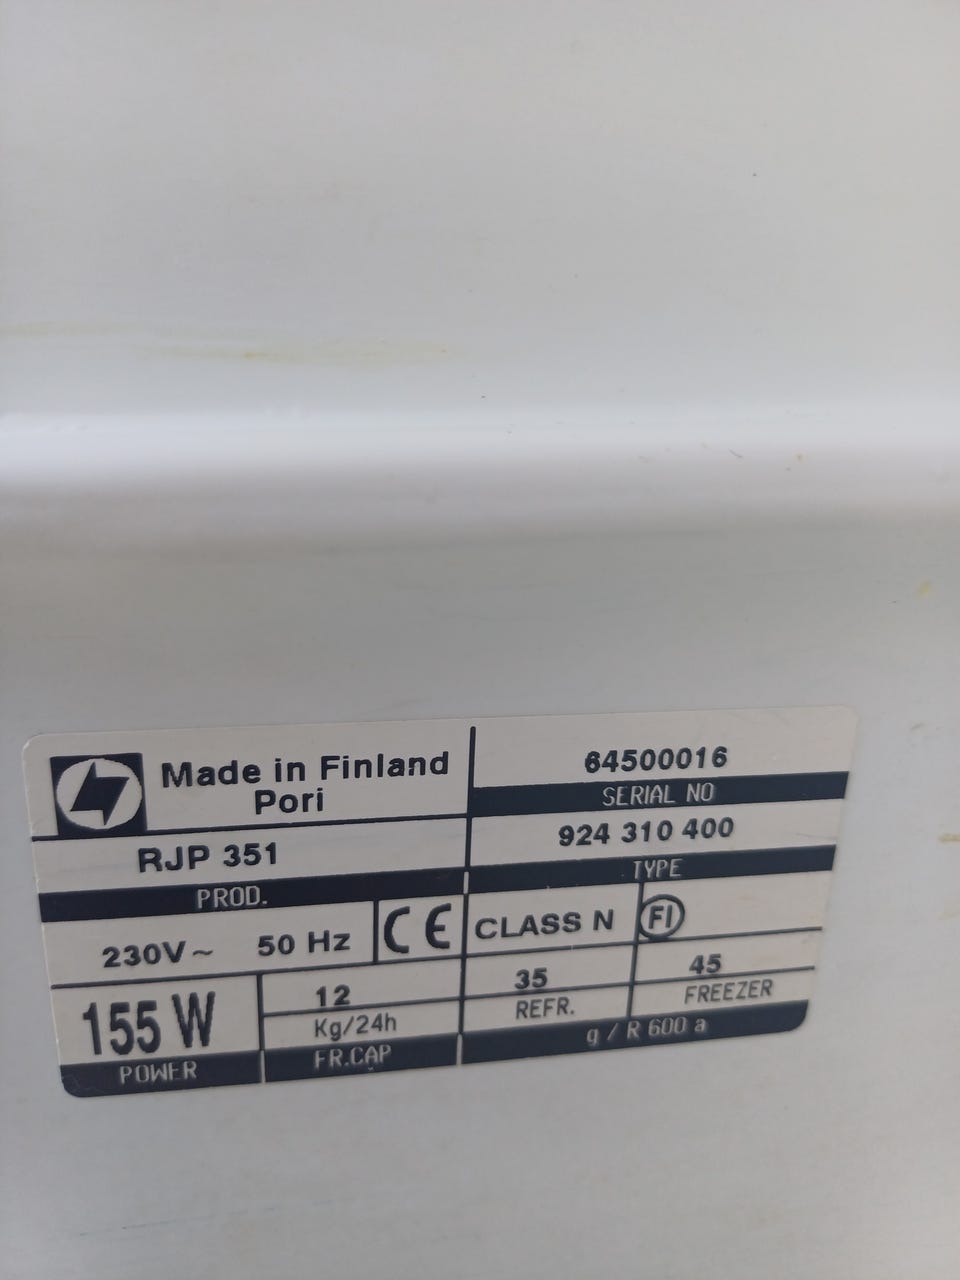 Made in Finland
Pori
64500016
SERIAL NO
RJP 351
PROD.
924 310 400
TYPE
230V~ 50 Hz CE CLASS N FI
155 W
POWER
12
Kg/24h
FR.CAP
35
REFR.
45
FREEZER
g / R 600 a